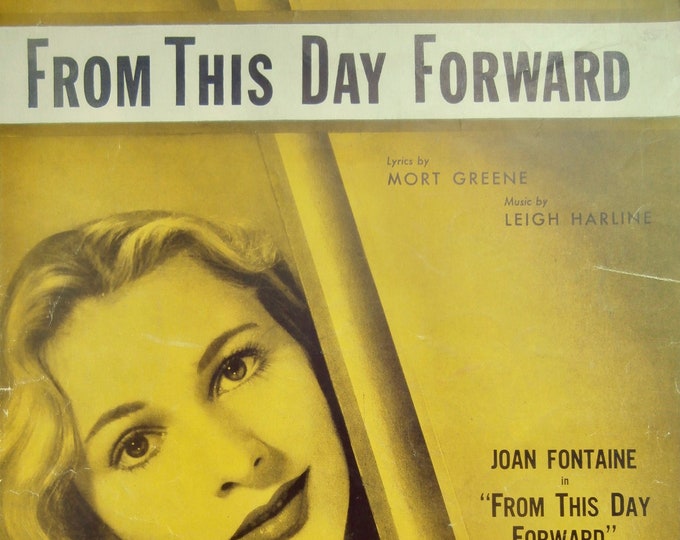 FROM THIS DAY FORWARD
Lyrics by
MORT GREENE
Music by
LEIGH HARLINE
JOAN FONTAINE
in
"FROM THIS DAY
FORWARD"